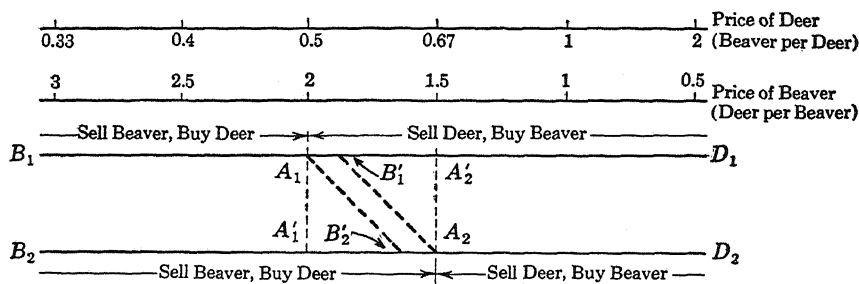 Price of Deer
0.33 0.4 0.5 0.67 1 2 (Beaver per Deer)
3 2.5 2 1.5 1 0.5 Price of Beaver
(Deer per Beaver)
Sell Beaver, Buy Deer Sell Deer, Buy Beaver
B₁ D₁
A₁ B′₁ A′₂
A′₁ B′₂ A₂
B₂ D₂
Sell Beaver, Buy Deer Sell Deer, Buy Beaver